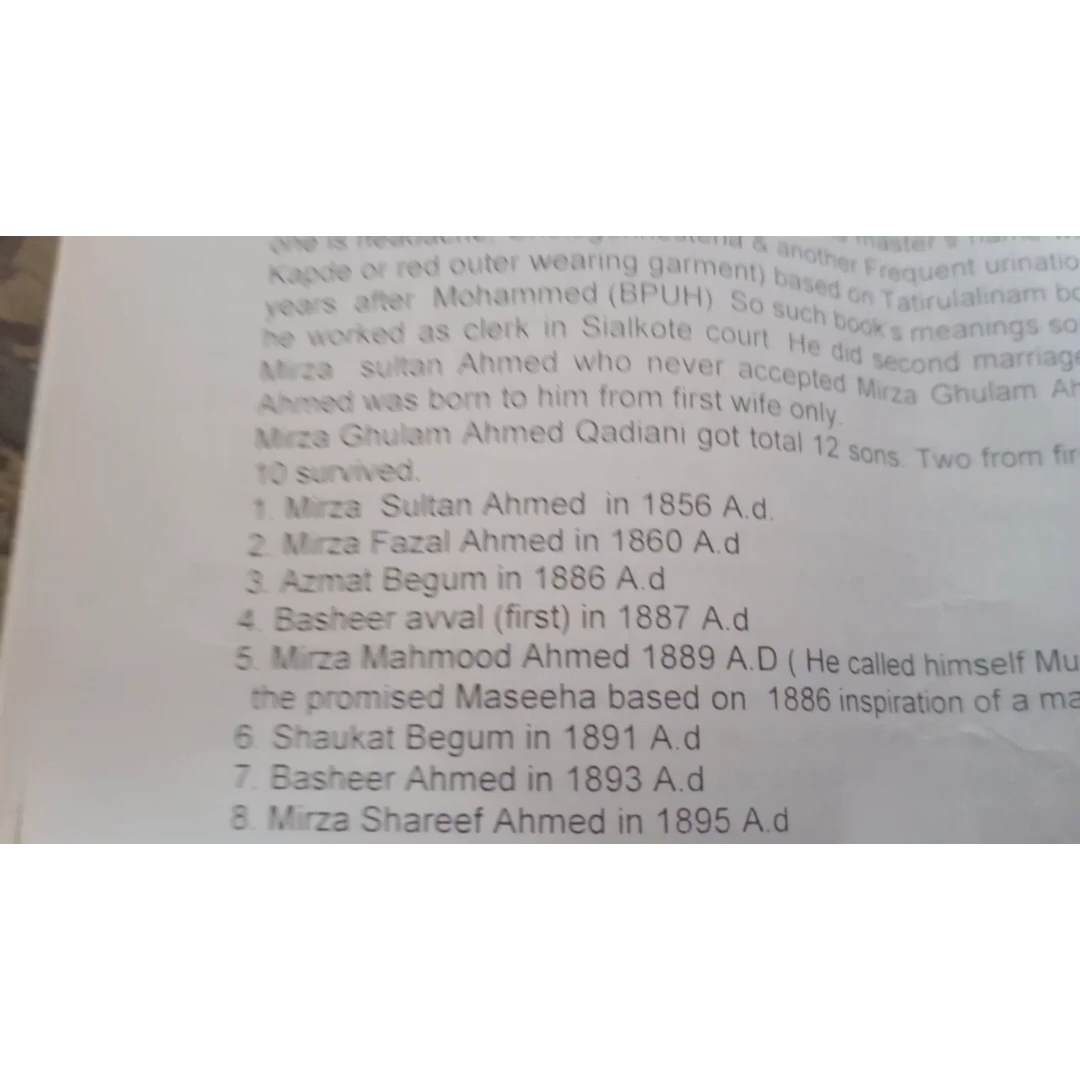 one is & another Frequent urinatio
Kapde or red outer wearing garment) based on Tatirulalinam bo
years after Mohammed (BPUH) So such book's meanings so
he worked as clerk in Sialkote court. He did second marriage
Mirza sultan Ahmed who never accepted Mirza Ghulam Ah
Ahmed was born to him from first wife only.
Mirza Ghulam Ahmed Qadiani got total 12 sons. Two from fir
10 survived.
1. Mirza Sultan Ahmed in 1856 A.d.
2. Mirza Fazal Ahmed in 1860 A.d
3. Azmat Begum in 1886 A.d
4. Basheer avval (first) in 1887 A.d
5. Mirza Mahmood Ahmed 1889 A.D ( He called himself Mu
the promised Maseeha based on 1886 inspiration of a ma
6. Shaukat Begum in 1891 A.d
7. Basheer Ahmed in 1893 A.d
8. Mirza Shareef Ahmed in 1895 A.d